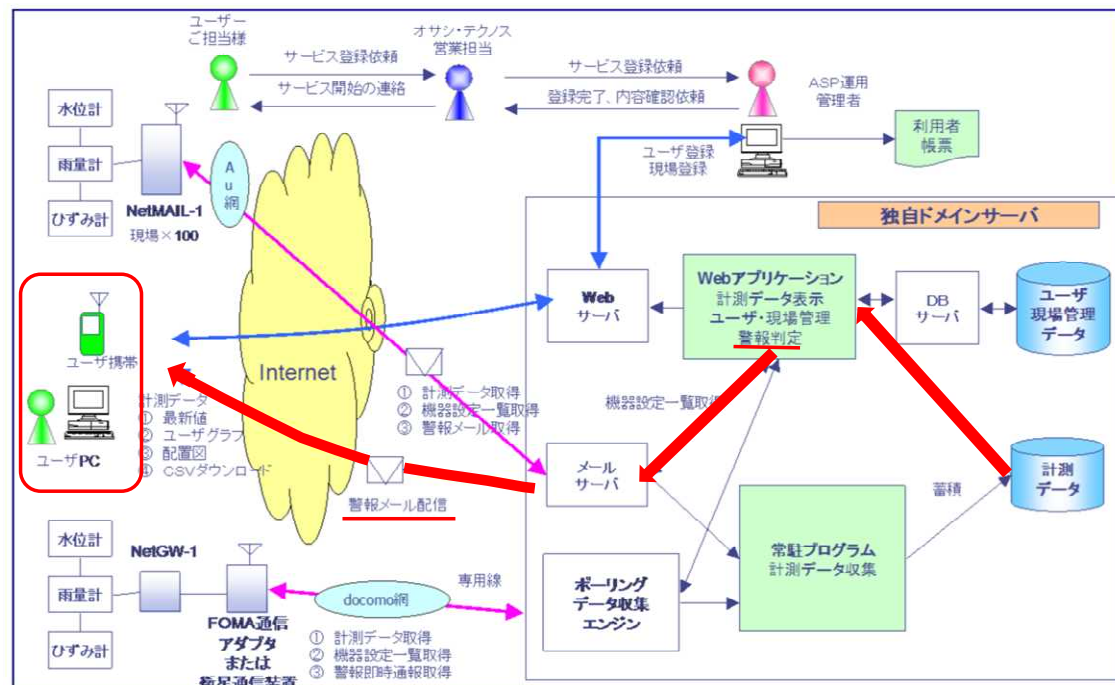 ユーザー
ご担当様
オサシ・テクノス
営業担当
サービス登録依頼
サービス開始の連絡
サービス登録依頼
登録完了、内容確認依頼
ASP運用
管理者
水位計
雨量計
ひずみ計
NetMAIL-1
現場×100
Au網
ユーザ登録
現場登録
利用者
帳票
独自ドメインサーバ
Web
サーバ
Webアプリケーション
計測データ表示
ユーザ・現場管理
警報判定
DB
サーバ
ユーザ
現場管理
データ
ユーザ携帯
ユーザPC
計測データ
① 最新値
② ユーザグラフ
③ 配置図
④ CSVダウンロード
Internet
① 計測データ取得
② 機器設定一覧取得
③ 警報メール取得
機器設定一覧取得
メール
サーバ
警報メール配信
計測
データ
蓄積
常駐プログラム
計測データ収集
水位計
雨量計
ひずみ計
NetGW-1
FOMA通信
アダプタ
または
衛星通信装置
docomo網
専用線
① 計測データ取得
② 機器設定一覧取得
③ 警報即時通報取得
ポーリング
データ収集
エンジン